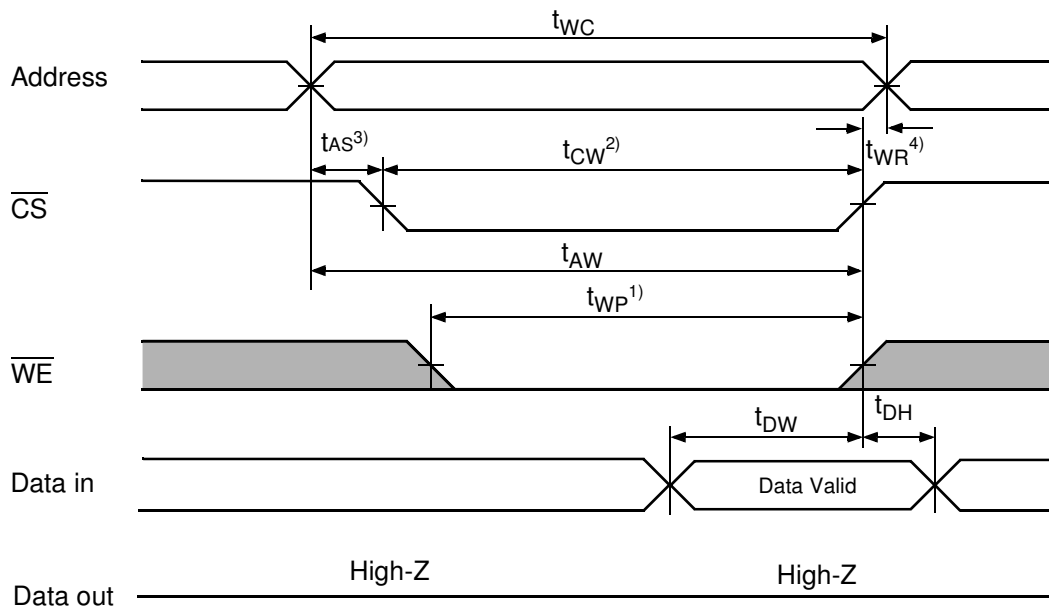 tWC
Address
tAS3)
tCW2)
tWR4)
CS
tAW
tWP1)
WE
tDW
tDH
Data in
Data Valid
High-Z
High-Z
Data out